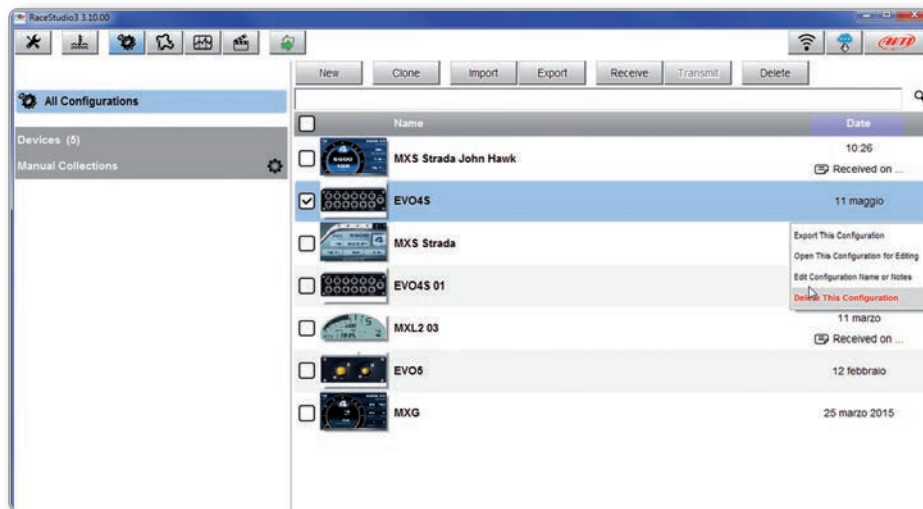 RaceStudio3 3.10.00
AiM
New Clone Import Export Receive Transmit Delete
All Configurations
Name Date
Devices (5)
Manual Collections
MXS Strada John Hawk
10:26
Received on ...
EVO4S
11 maggio
MXS Strada
Export This Configuration
Open This Configuration for Editing
Edit Configuration Name or Notes
Delete This Configuration
EVO4S 01
MXL2 03
11 marzo
Received on ...
EVO5
12 febbraio
MXG
25 marzo 2015